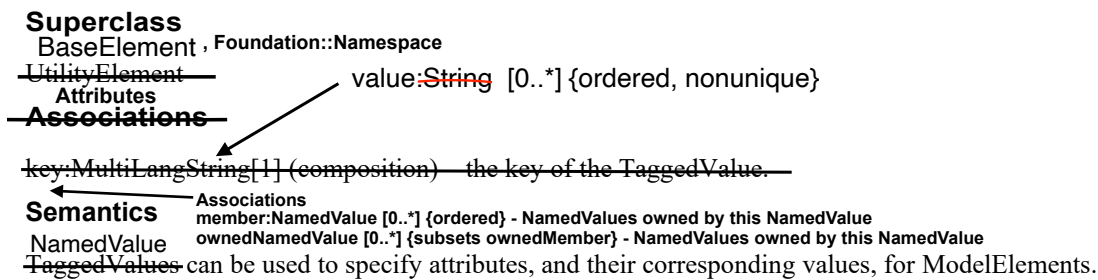 Superclass
BaseElement , Foundation::Namespace
UtilityElement
value:String [0..*] {ordered, nonunique}
Attributes
Associations
key:MultiLangString[1] (composition) the key of the TaggedValue.
Associations
Semantics
member:NamedValue [0..*] {ordered} - NamedValues owned by this NamedValue
ownedNamedValue [0..*] {subsets ownedMember} - NamedValues owned by this NamedValue
NamedValue
TaggedValues can be used to specify attributes, and their corresponding values, for ModelElements.